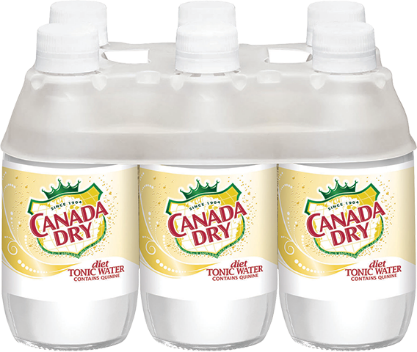 SINCE 1904
CANADA
DRY
diet
TONIC WATER
CONTAINS QUININE
SINCE 1904
CANADA
DRY
diet
TONIC WATER
CONTAINS QUININE
SINCE 1904
CANADA
DRY
diet
TONIC WATER
CONTAINS QUININE